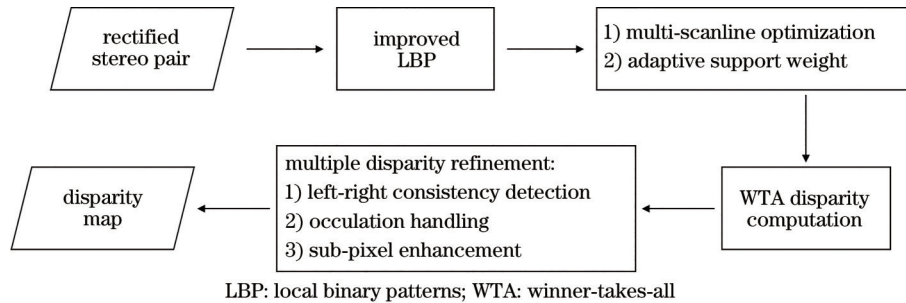 rectified
stereo pair
improved
LBP
1) multi-scanline optimization
2) adaptive support weight
WTA disparity
computation
multiple disparity refinement:
1) left-right consistency detection
2) occulation handling
3) sub-pixel enhancement
disparity
map
LBP: local binary patterns; WTA: winner-takes-all